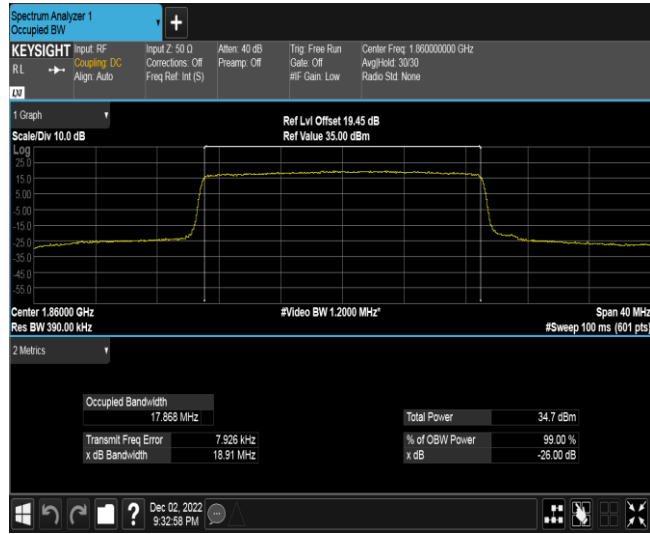 Spectrum Analyzer 1
Occupied BW
+
KEYSIGHT
RL
LXI
Input: RF
Coupling: DC
Align: Auto
Input Z: 50 Ω
Corrections: Off
Freq Ref: Int (S)
Atten: 40 dB
Preamp: Off
Trig: Free Run
Gate: Off
#IF Gain: Low
Center Freq: 1.860000000 GHz
Avg|Hold: 30/30
Radio Std: None
1 Graph
Scale/Div 10.0 dB
Ref Lvl Offset 19.45 dB
Ref Value 35.00 dBm
Log
25.0
15.0
5.00
-5.00
-15.0
-25.0
-35.0
-45.0
-55.0
Center 1.86000 GHz
#Video BW 1.2000 MHz*
Span 40 MHz
Res BW 390.00 kHz
#Sweep 100 ms (601 pts)
2 Metrics
Occupied Bandwidth
17.868 MHz
Transmit Freq Error 7.926 kHz
x dB Bandwidth 18.91 MHz
Total Power 34.7 dBm
% of OBW Power 99.00 %
x dB -26.00 dB
?
Dec 02, 2022
9:32:58 PM